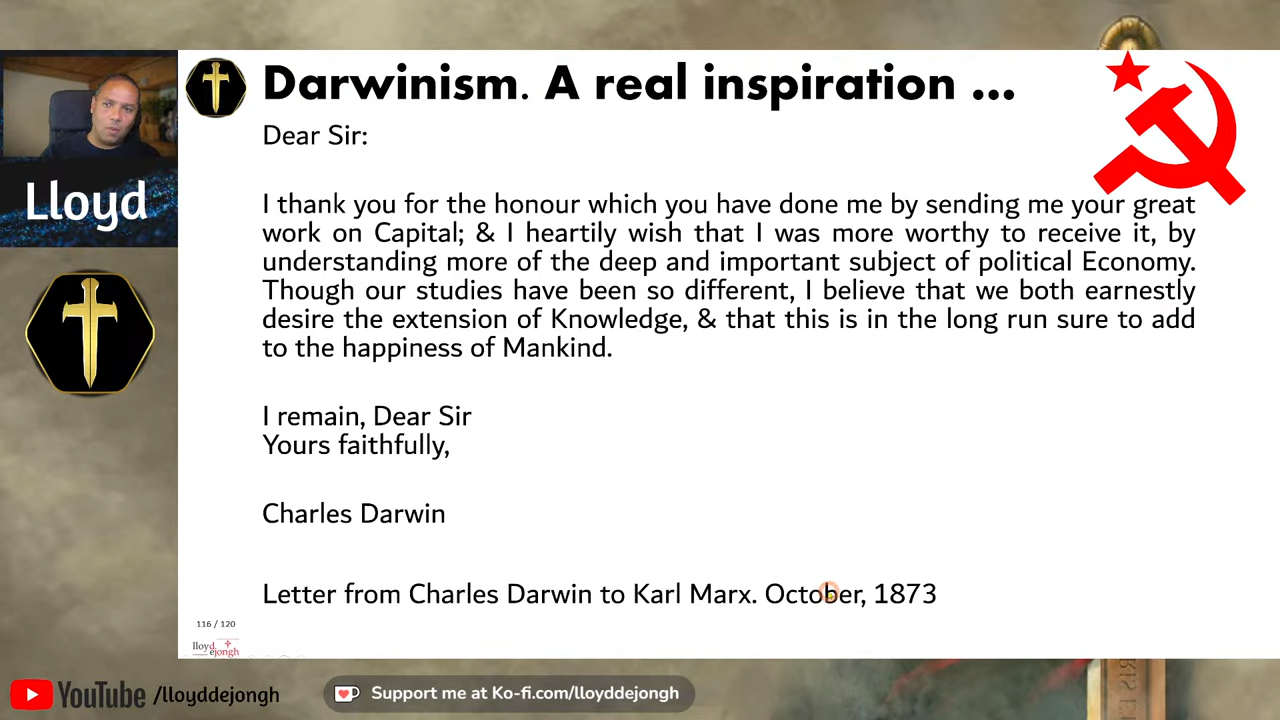 Darwinism. A real inspiration ...
Dear Sir:
I thank you for the honour which you have done me by sending me your great
work on Capital; & I heartily wish that I was more worthy to receive it, by
understanding more of the deep and important subject of political Economy.
Though our studies have been so different, I believe that we both earnestly
desire the extension of Knowledge, & that this is in the long run sure to add
to the happiness of Mankind.
I remain, Dear Sir
Yours faithfully,
Charles Darwin
Letter from Charles Darwin to Karl Marx. October, 1873
116 / 120
lloyd
ejongh
Lloyd
YouTube /lloyddejongh
Support me at Ko-fi.com/lloyddejongh